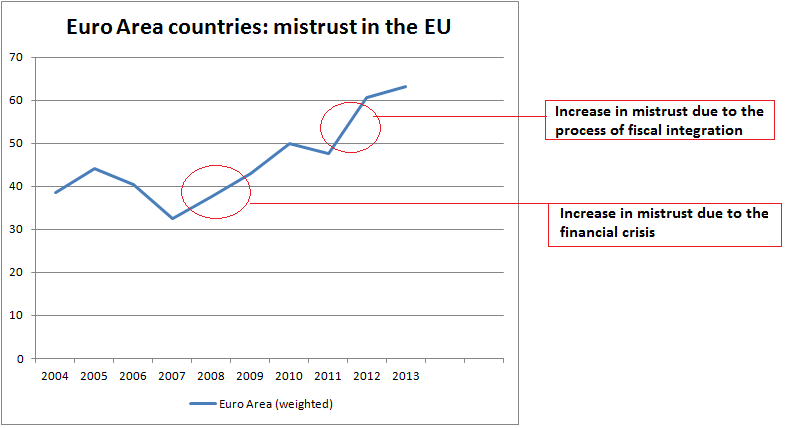 Euro Area countries: mistrust in the EU
70
60
50
40
30
20
10
0
2004 2005 2006 2007 2008 2009 2010 2011 2012 2013
Euro Area (weighted)
Increase in mistrust due to the
process of fiscal integration
Increase in mistrust due to the
financial crisis